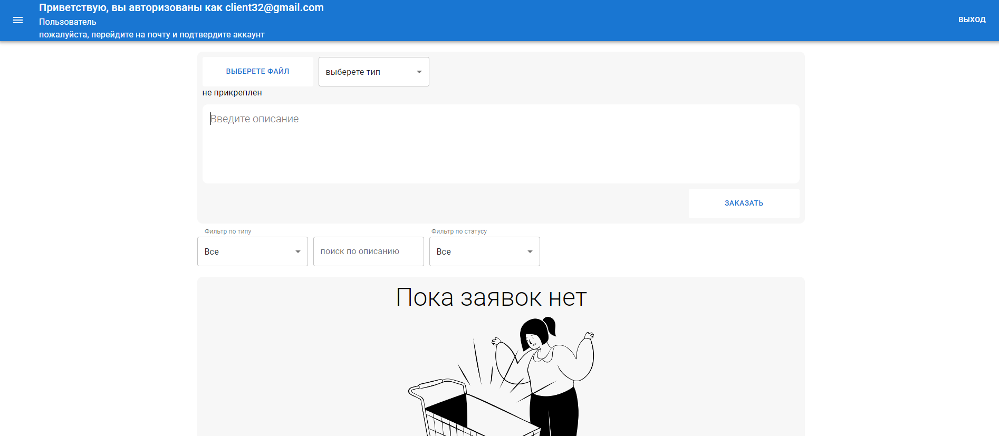 Приветствую, вы авторизованы как client32@gmail.com
Пользователь
пожалуйста, перейдите на почту и подтвердите аккаунт
ВЫХОД
ВЫБЕРЕТЕ ФАЙЛ
выберете тип
не прикреплен
Введите описание
ЗАКАЗАТЬ
Фильтр по типу
Все
поиск по описанию
Фильтр по статусу
Все
Пока заявок нет